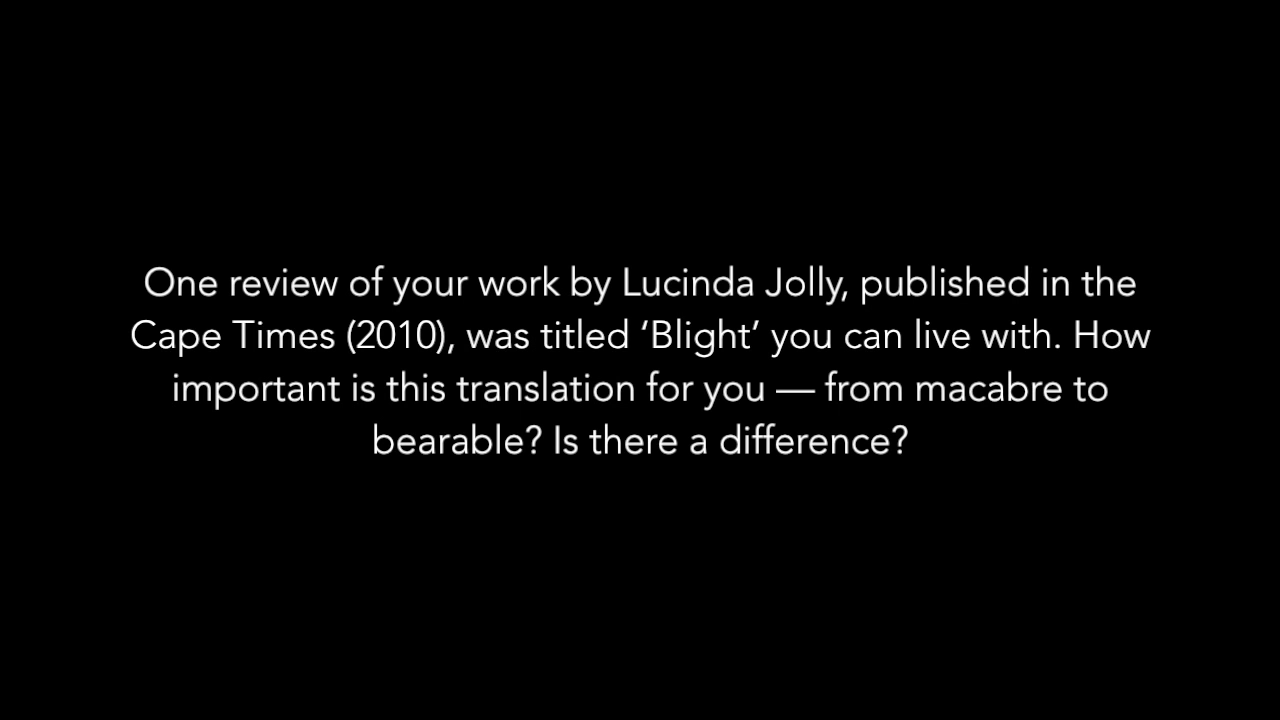 One review of your work by Lucinda Jolly, published in the
Cape Times (2010), was titled ‘Blight’ you can live with. How
important is this translation for you — from macabre to
bearable? Is there a difference?